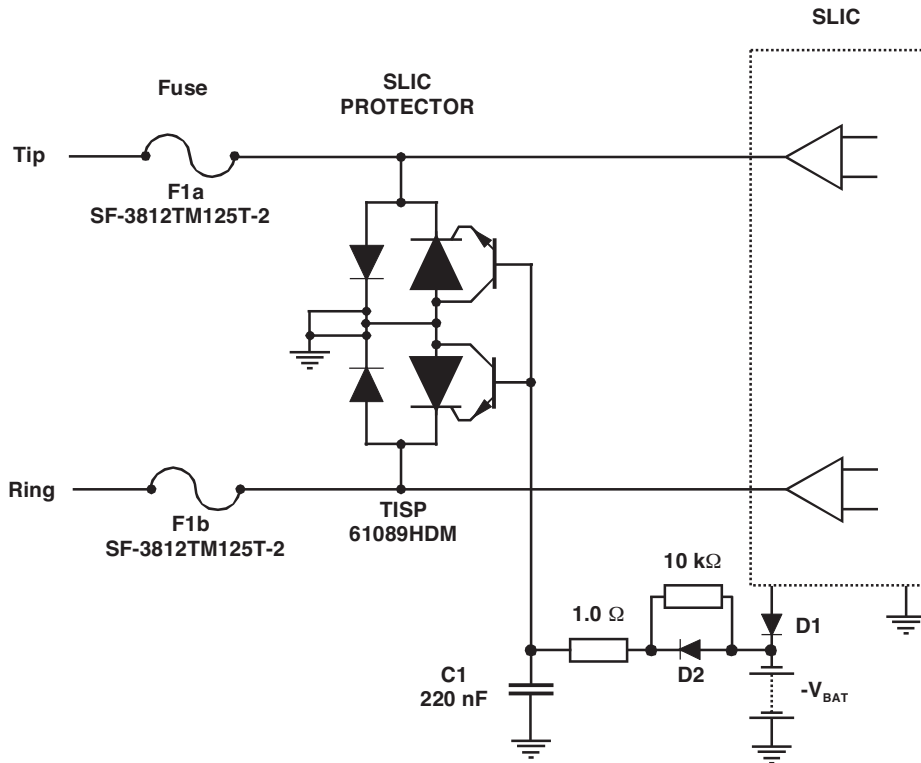 SLIC
Fuse
SLIC
PROTECTOR
Tip
F1a
SF-3812TM125T-2
Ring
F1b
SF-3812TM125T-2
TISP
61089HDM
10 kΩ
1.0 Ω
D1
D2
C1
220 nF
-VBAT